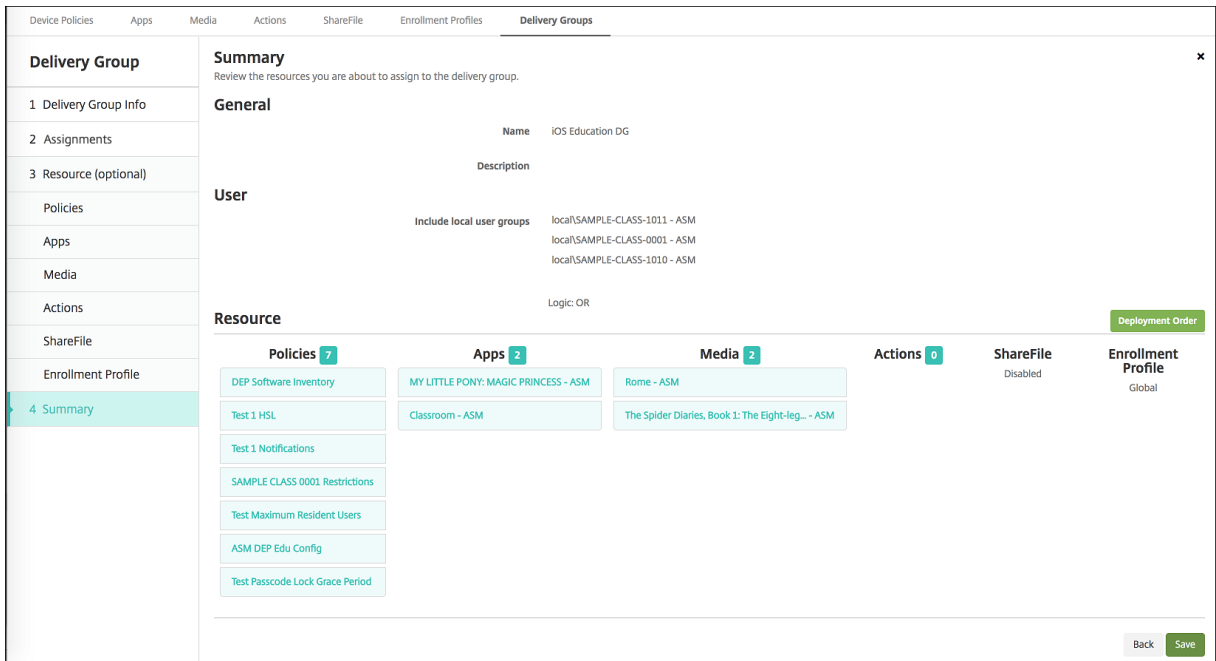 Device Policies Apps Media Actions ShareFile Enrollment Profiles Delivery Groups
Delivery Group
1 Delivery Group Info
2 Assignments
3 Resource (optional)
Policies
Apps
Media
Actions
ShareFile
Enrollment Profile
4 Summary
Summary
Review the resources you are about to assign to the delivery group.
General
Name iOS Education DG
Description
User
Include local user groups local\SAMPLE-CLASS-1011 - ASM
local\SAMPLE-CLASS-0001 - ASM
local\SAMPLE-CLASS-1010 - ASM
Logic: OR
Resource
Deployment Order
Policies 7
DEP Software Inventory
Test 1 HSL
Test 1 Notifications
SAMPLE CLASS 0001 Restrictions
Test Maximum Resident Users
ASM DEP Edu Config
Test Passcode Lock Grace Period
Apps 2
MY LITTLE PONY: MAGIC PRINCESS - ASM
Classroom - ASM
Media 2
Rome - ASM
The Spider Diaries, Book 1: The Eight-leg... - ASM
Actions 0
ShareFile
Disabled
Enrollment
Profile
Global
Back Save